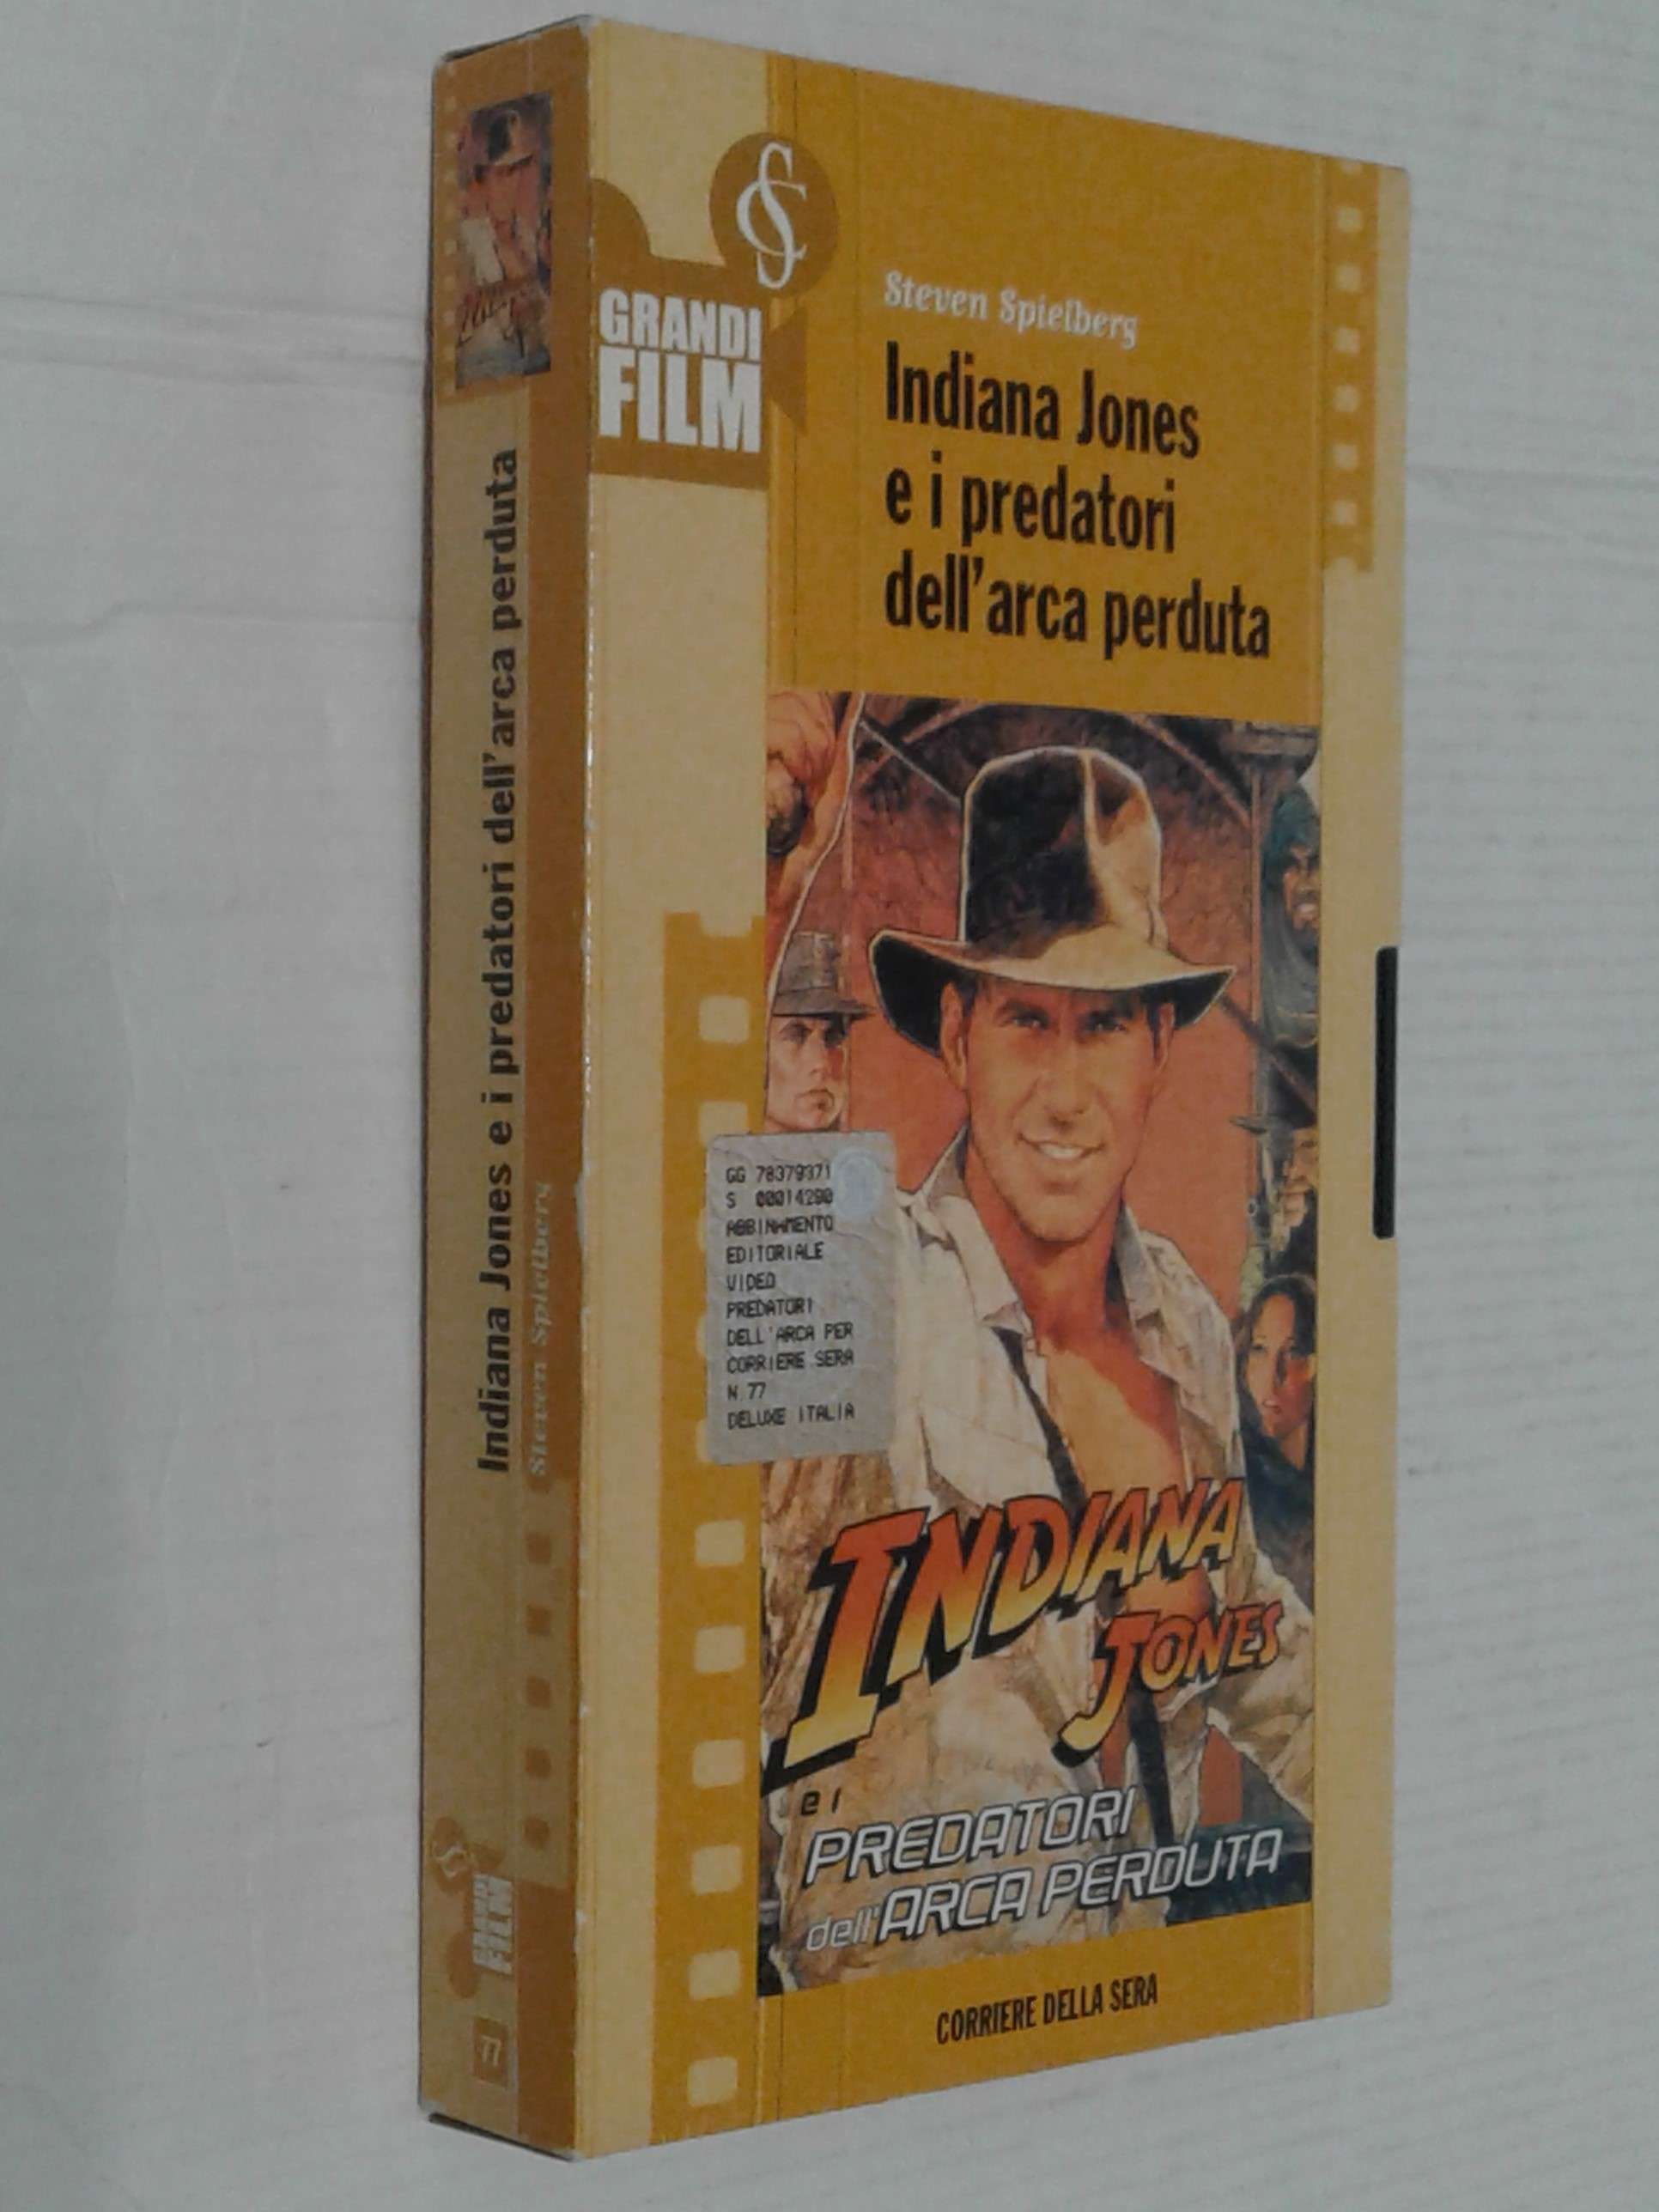 Indiana Jones e i predatori dell'arca perduta
Steven Spielberg
GRANDI
FILM
77
GRANDI
FILM
Steven Spielberg
Indiana Jones
e i predatori
dell'arca perduta
GG 78379371
S 00014290
ABBINAMENTO
EDITORIALE
VIDEO
PREDATORI
DELL'ARCA PER
CORRIERE SERA
N 77
DELUXE ITALIA
INDIANA
JONES
e i
PREDATORI
dell'ARCA PERDUTA
CORRIERE DELLA SERA